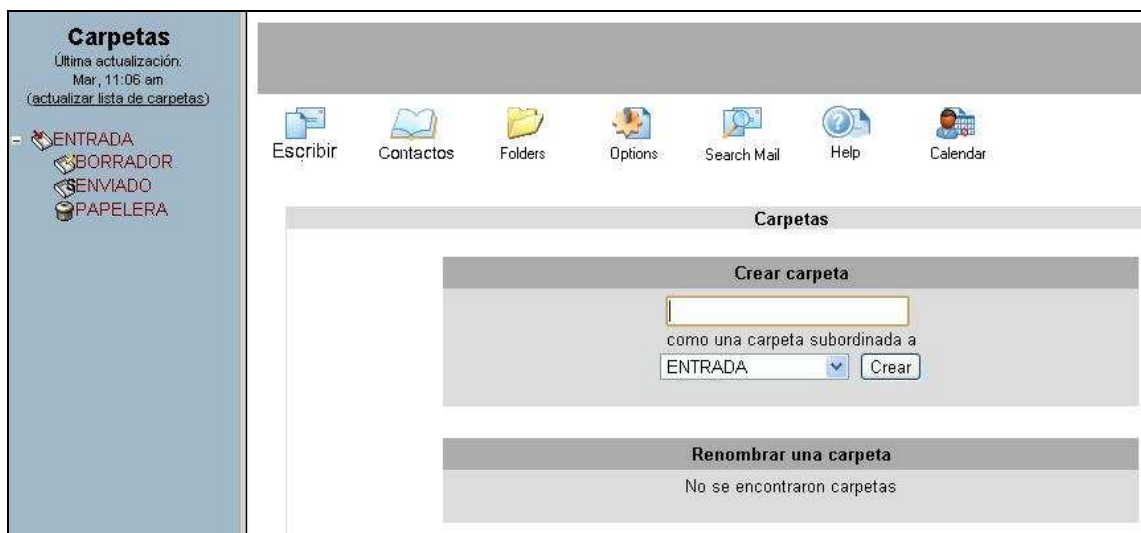 Carpetas
Última actualización:
Mar, 11:06 am
(actualizar lista de carpetas)
ENTRADA
BORRADOR
ENVIADO
PAPELERA
Escribir
Contactos
Folders
Options
Search Mail
Help
Calendar
Carpetas
Crear carpeta
como una carpeta subordinada a
ENTRADA
Crear
Renombrar una carpeta
No se encontraron carpetas